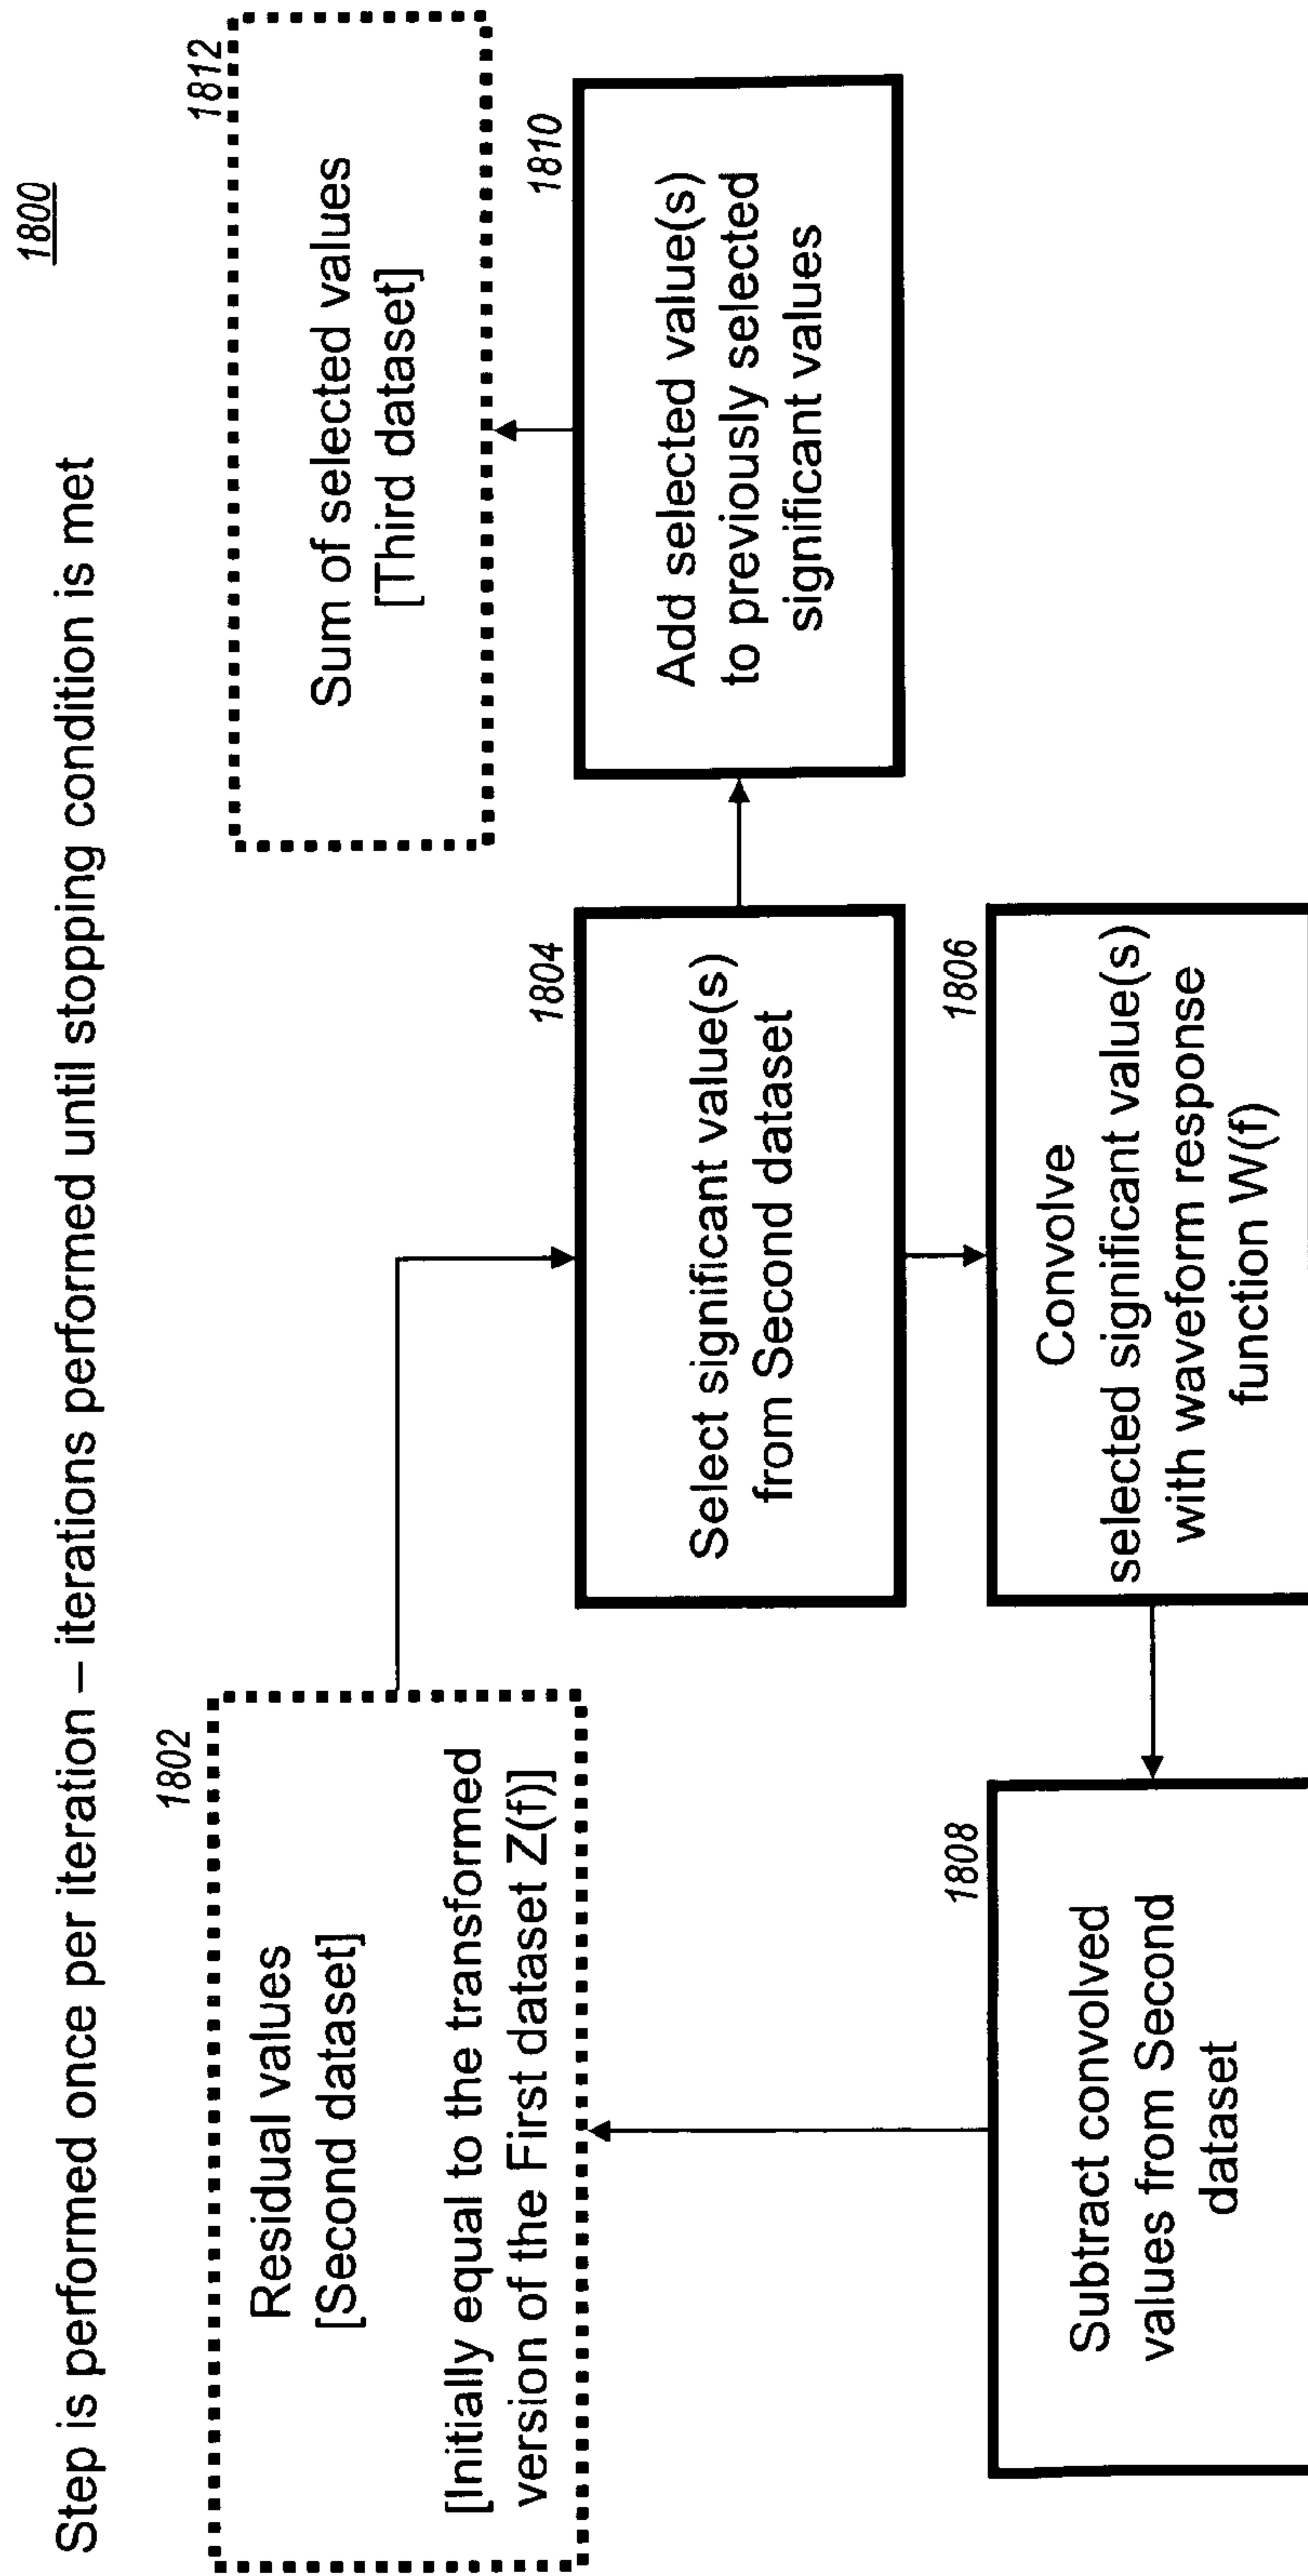 1800
Step is performed once per iteration – iterations performed until stopping condition is met
1802
Residual values
[Second dataset]
[Initially equal to the transformed
version of the First dataset Z(f)]
1812
Sum of selected values
[Third dataset]
1804
Select significant value(s)
from Second dataset
1810
Add selected value(s)
to previously selected
significant values
1808
Subtract convolved
values from Second
dataset
1806
Convolve
selected significant value(s)
with waveform response
function W(f)